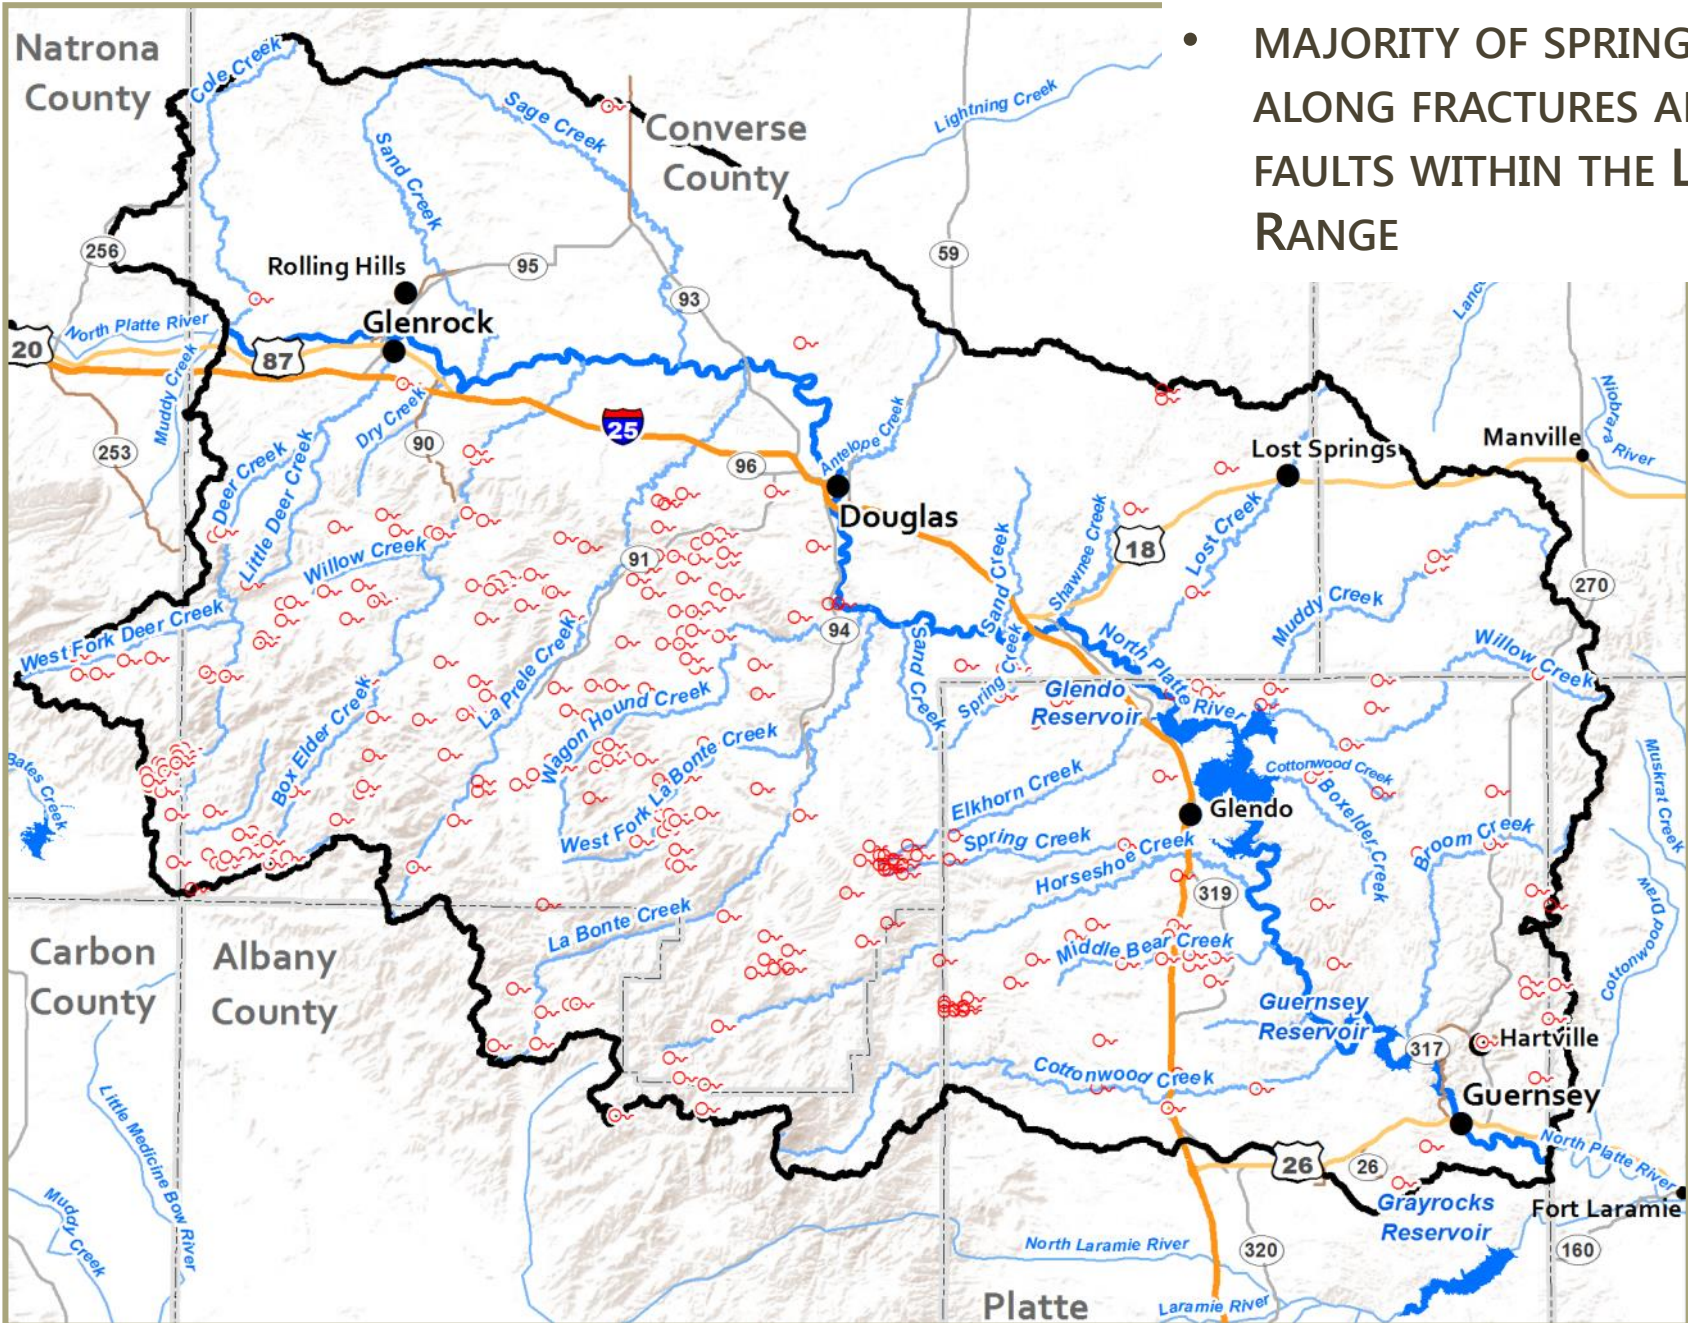 • MAJORITY OF SPRING
ALONG FRACTURES
FAULTS WITHIN THE L
RANGE
Natrona
County
Cole Creek
Sage Creek
Sand Creek
Converse
County
Lightning Creek
256
Rolling Hills
95
59
93
North Platte River
Glenrock
20
87
Muddy Creek
Dry Creek
25
Antelope Creek
Niobrara
River
253
90
96
Lost Springs
Manville
Deer Creek
Little Deer Creek
Douglas
Sand Creek
Shawnee Creek
18
Lost Creek
Willow Creek
91
270
Muddy Creek
West Fork Deer Creek
94
Sand Creek
Spring Creek
North Platte River
Willow Creek
La Prele Creek
Glendo
Reservoir
Wagon Hound Creek
Box Elder Creek
West Fork La Bonte Creek
Bates Creek
Elkhorn Creek
Cottonwood Creek
Boxelder Creek
Muskrat Creek
Glendo
Spring Creek
Broom Creek
Horseshoe Creek
319
La Bonte Creek
Middle Bear Creek
Cottonwood Draw
Carbon
County
Albany
County
Guernsey
Reservoir
317
Hartville
Cottonwood Creek
Guernsey
Little Medicine Bow River
North Platte River
26
26
Muddy Creek
Grayrocks
Reservoir
Fort Laramie
North Laramie River
320
160
Platte
Laramie River